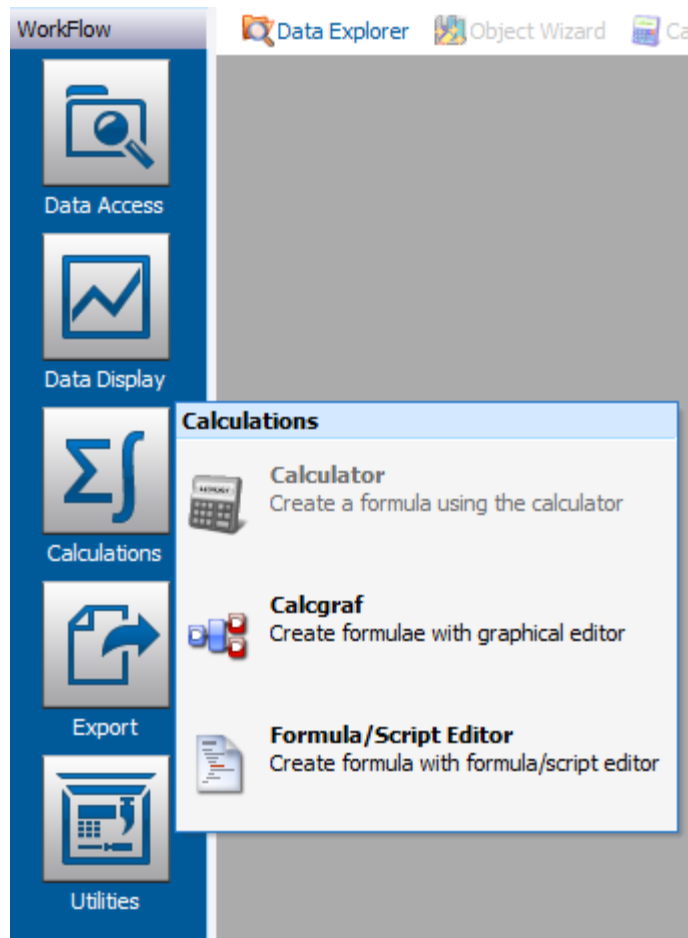 WorkFlow
Data Explorer
Object Wizard
Data Access
Data Display
Calculations
Calculator
Create a formula using the calculator
Calculations
Calcgraf
Create formulae with graphical editor
Export
Formula/Script Editor
Create formula with formula/script editor
Utilities